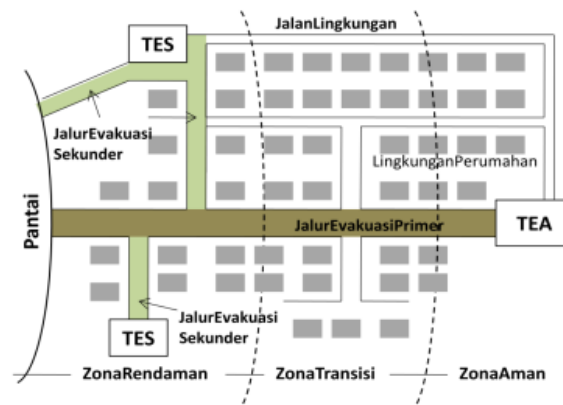 JalanLingkungan
TES
JalurEvakuasi
Sekunder
LingkunganPerumahan
Pantai
JalurEvakuasiPrimer
TEA
JalurEvakuasi
Sekunder
TES
ZonaRendaman
ZonaTransisi
ZonaAman